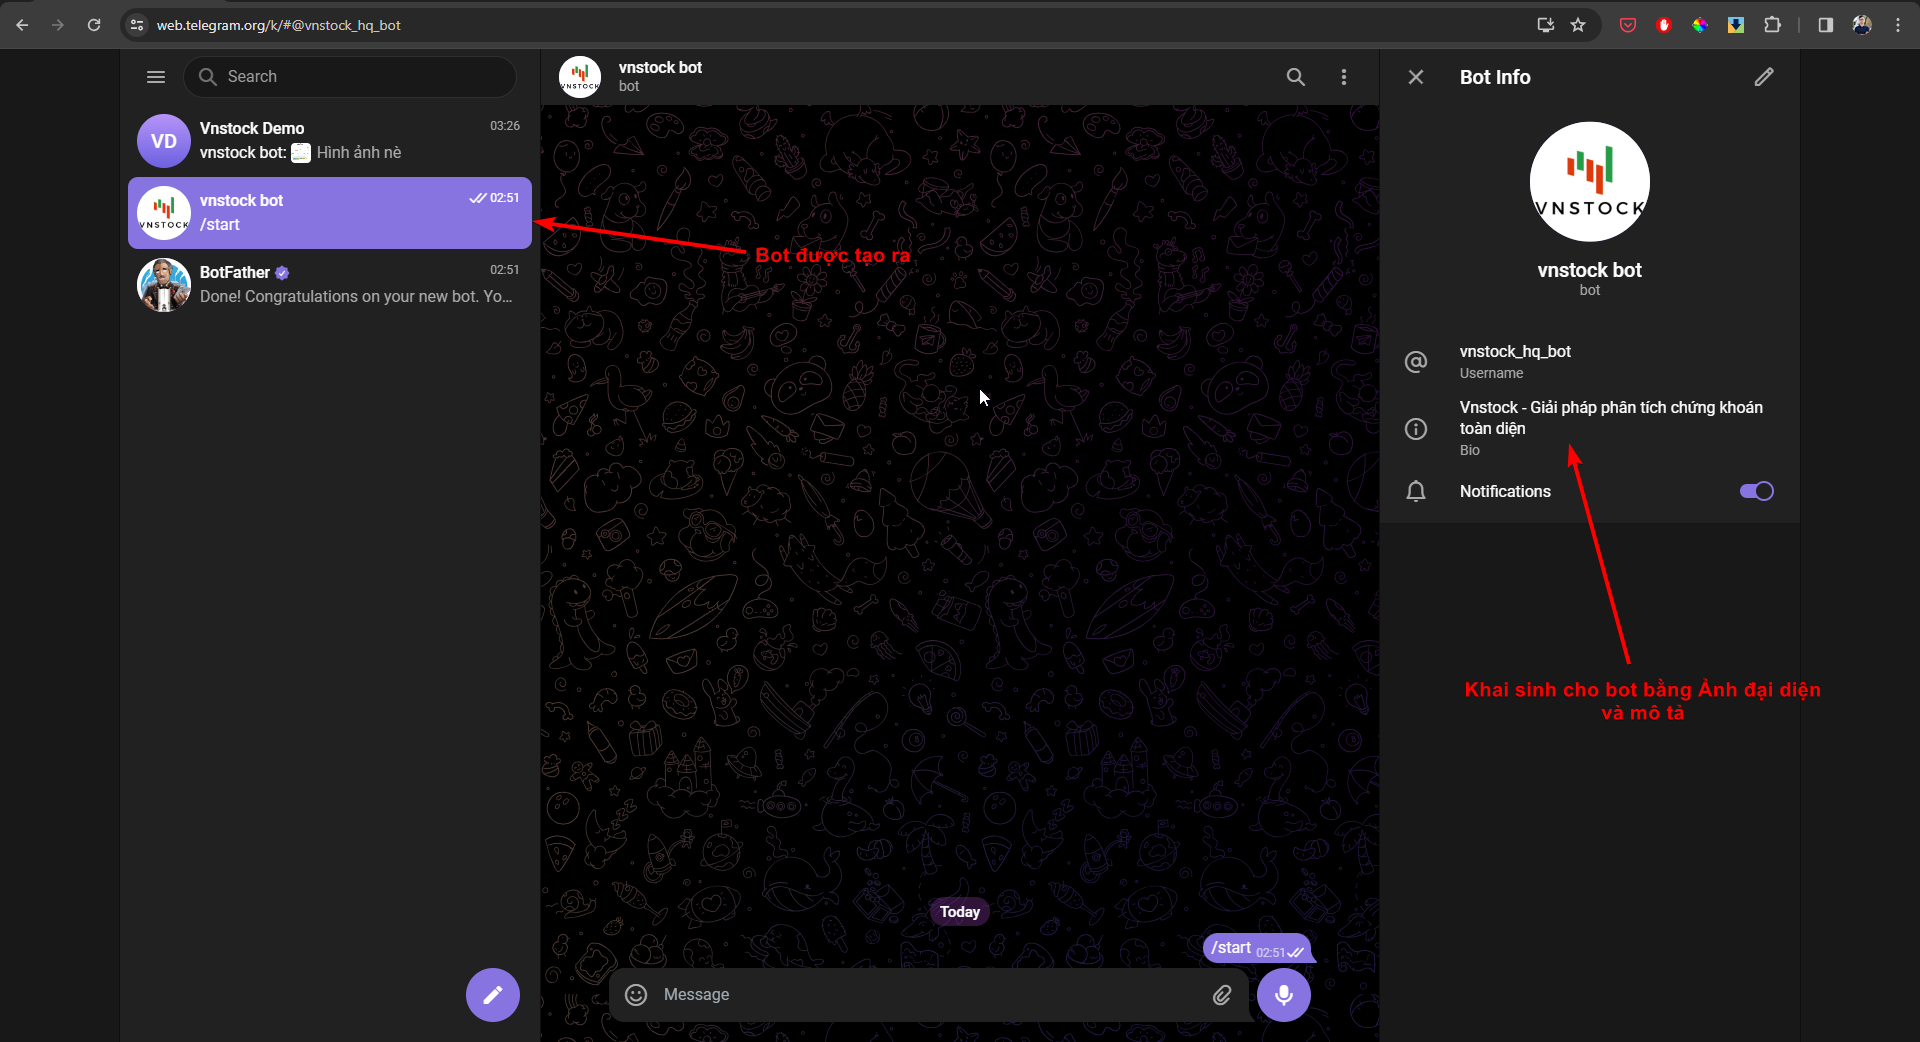 web.telegram.org/k/#@vnstock_hq_bot
Search
VD
Vnstock Demo
03:26
vnstock bot: Hình ảnh nè
VNSTOCK
vnstock bot
02:51
/start
BotFather
02:51
Done! Congratulations on your new bot. Yo...
VNSTOCK
vnstock bot
bot
Bot được tạo ra
Today
/start 02:51
Message
Bot Info
VNSTOCK
vnstock bot
bot
vnstock_hq_bot
Username
Vnstock - Giải pháp phân tích chứng khoán
toàn diện
Bio
Notifications
Khai sinh cho bot bằng Ảnh đại diện
và mô tả